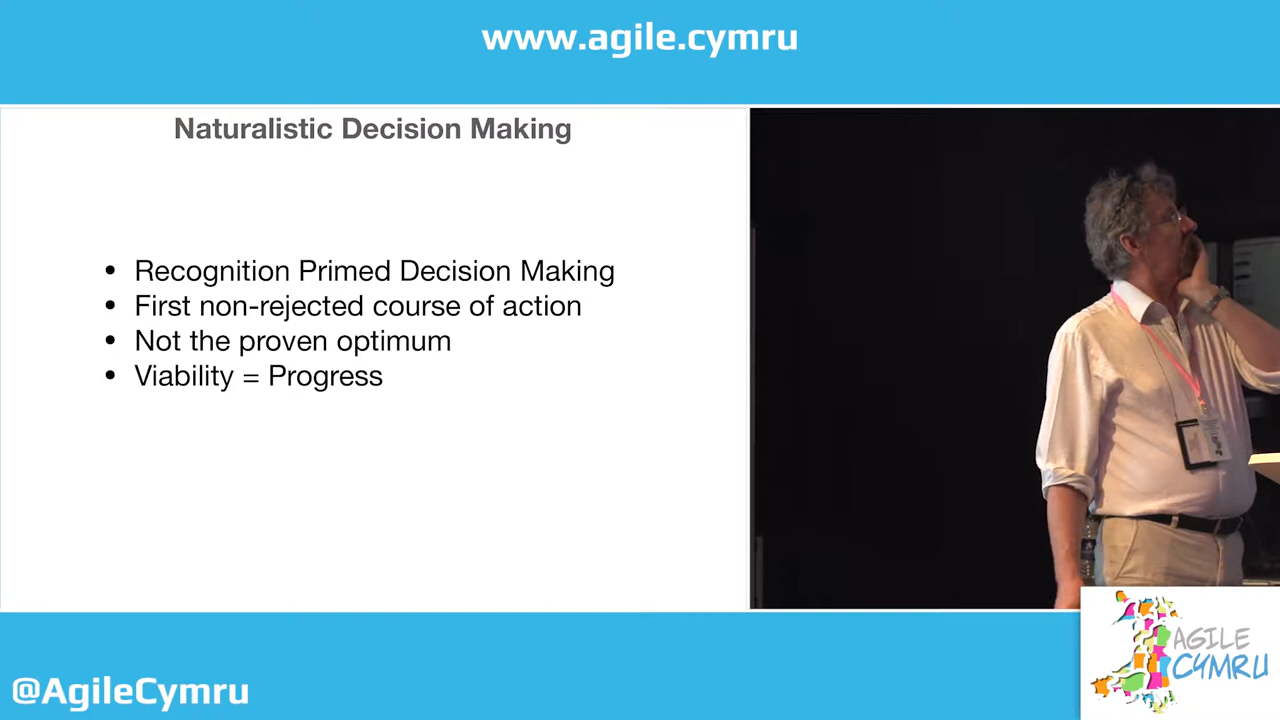 www.agile.cymru
Naturalistic Decision Making
• Recognition Primed Decision Making
• First non-rejected course of action
• Not the proven optimum
• Viability = Progress
@AgileCymru
AGILE
CYMRU